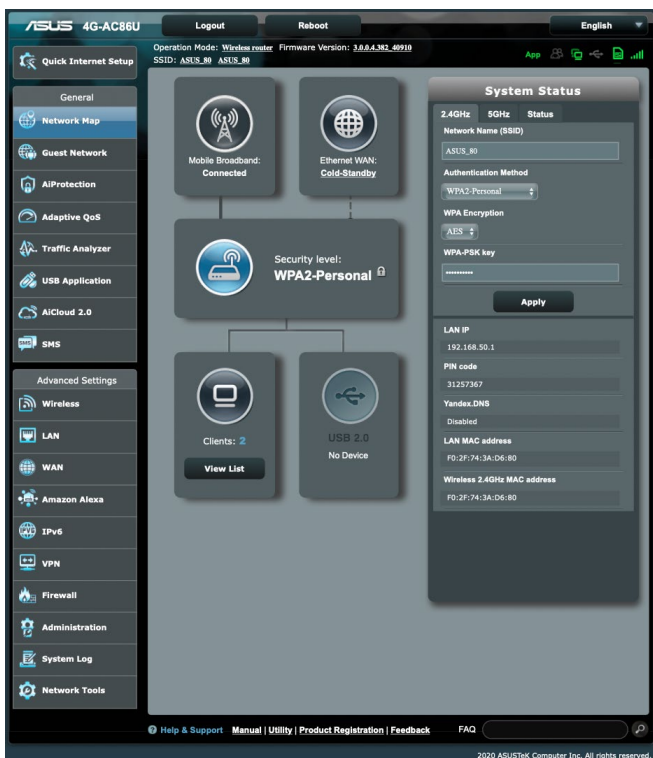 ASUS 4G-AC86U
Logout
Reboot
English
Operation Mode: Wireless router Firmware Version: 3.0.0.4.382_40910
SSID: ASUS_80 ASUS_80
App
Quick Internet Setup
General
Network Map
Guest Network
AiProtection
Adaptive QoS
Traffic Analyzer
USB Application
AiCloud 2.0
SMS
Advanced Settings
Wireless
LAN
WAN
Amazon Alexa
IPv6
VPN
Firewall
Administration
System Log
Network Tools
Mobile Broadband:
Connected
Ethernet WAN:
Cold-Standby
Security level:
WPA2-Personal
Clients: 2
View List
USB 2.0
No Device
System Status
2.4GHz 5GHz Status
Network Name (SSID)
ASUS_80
Authentication Method
WPA2-Personal
WPA Encryption
AES
WPA-PSK key
Apply
LAN IP
192.168.50.1
PIN code
31257367
Yandex.DNS
Disabled
LAN MAC address
F0:2F:74:3A:D6:80
Wireless 2.4GHz MAC address
F0:2F:74:3A:D6:80
Help & Support Manual | Utility | Product Registration | Feedback FAQ
2020 ASUSTeK Computer Inc. All rights reserved.